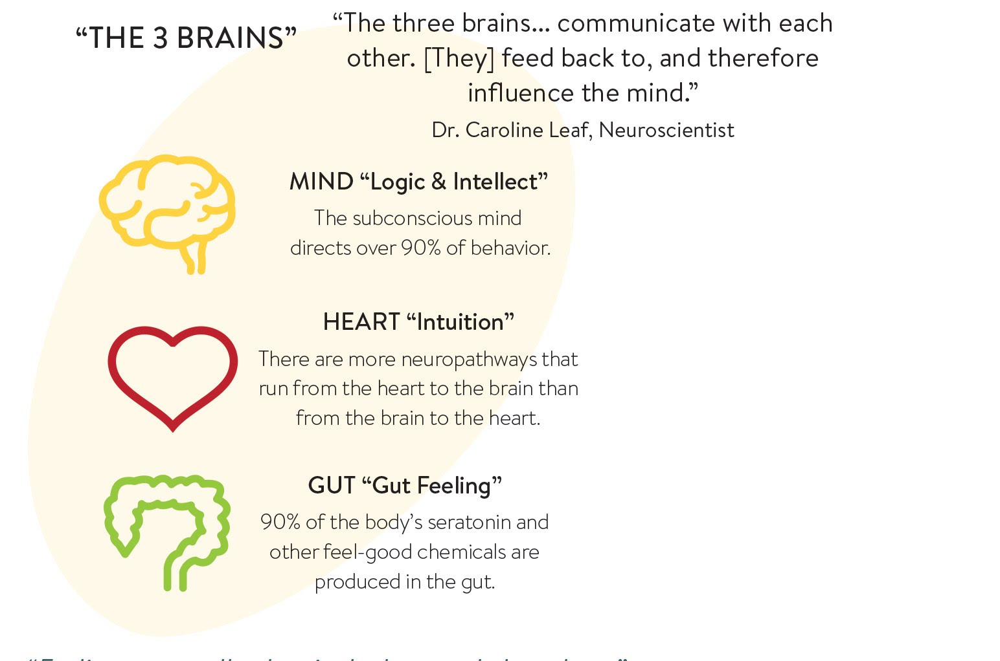 “THE 3 BRAINS”
“The three brains... communicate with each
other. [They] feed back to, and therefore
influence the mind.”
Dr. Caroline Leaf, Neuroscientist
MIND “Logic & Intellect”
The subconscious mind
directs over 90% of behavior.
HEART “Intuition”
There are more neuropathways that
run from the heart to the brain than
from the brain to the heart.
GUT “Gut Feeling”
90% of the body’s seratonin and
other feel-good chemicals are
produced in the gut.